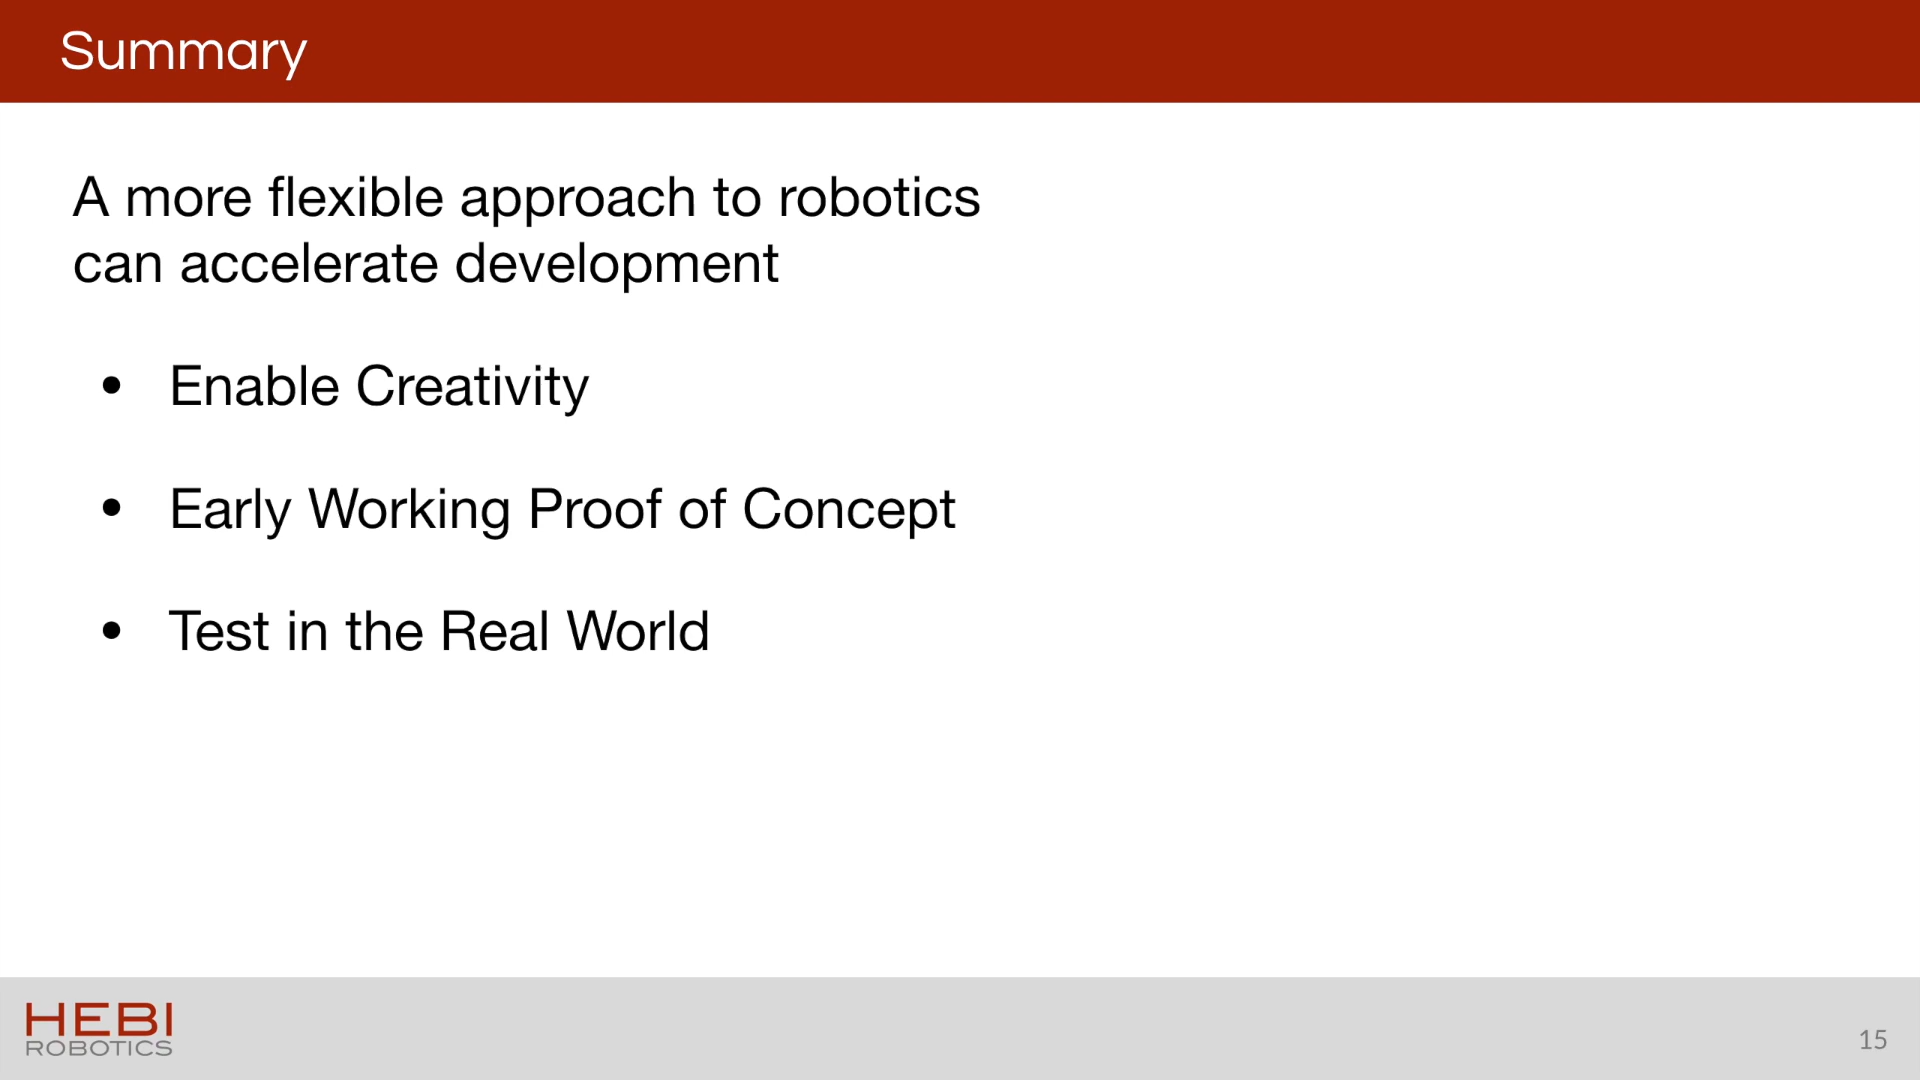 Summary
A more flexible approach to robotics
can accelerate development
• Enable Creativity
• Early Working Proof of Concept
• Test in the Real World
HEBI
ROBOTICS
15